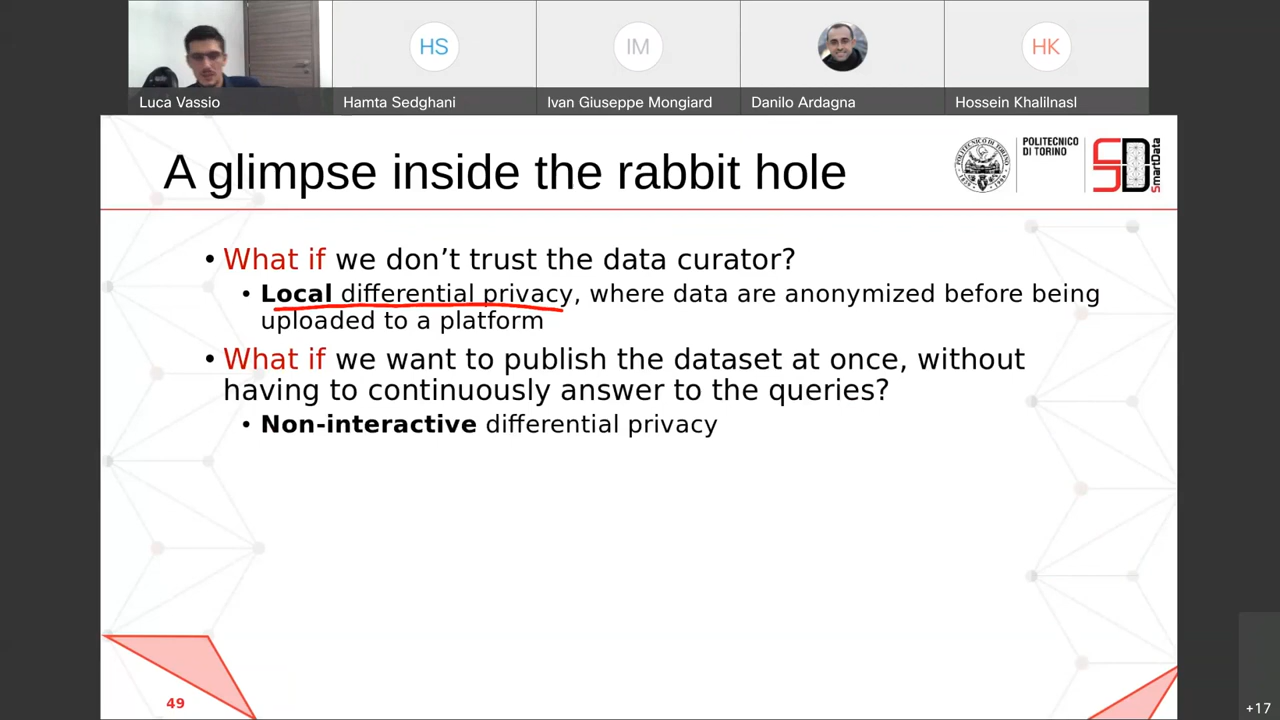 HS
IM
HK
Luca Vassio
Hamta Sedghani
Ivan Giuseppe Mongiard
Danilo Ardagna
Hossein Khalilnasl
A glimpse inside the rabbit hole
POLITECNICO
DI TORINO
SD
SmartData
• What if we don’t trust the data curator?
• Local differential privacy, where data are anonymized before being
uploaded to a platform
• What if we want to publish the dataset at once, without
having to continuously answer to the queries?
• Non-interactive differential privacy
49
+17